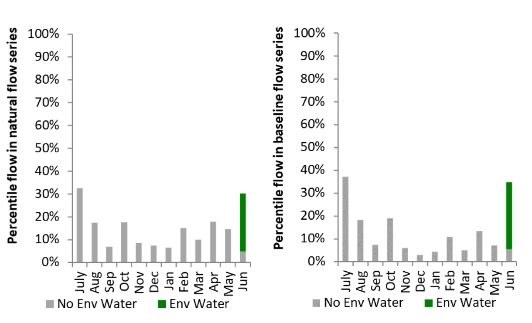 Percentile flow in natural flow series
100%
90%
80%
70%
60%
50%
40%
30%
20%
10%
0%
July
Aug
Sep
Oct
Nov
Dec
Jan
Feb
Mar
Apr
May
Jun
No Env Water
Env Water
Percentile flow in baseline flow series
100%
90%
80%
70%
60%
50%
40%
30%
20%
10%
0%
July
Aug
Sep
Oct
Nov
Dec
Jan
Feb
Mar
Apr
May
Jun
No Env Water
Env Water